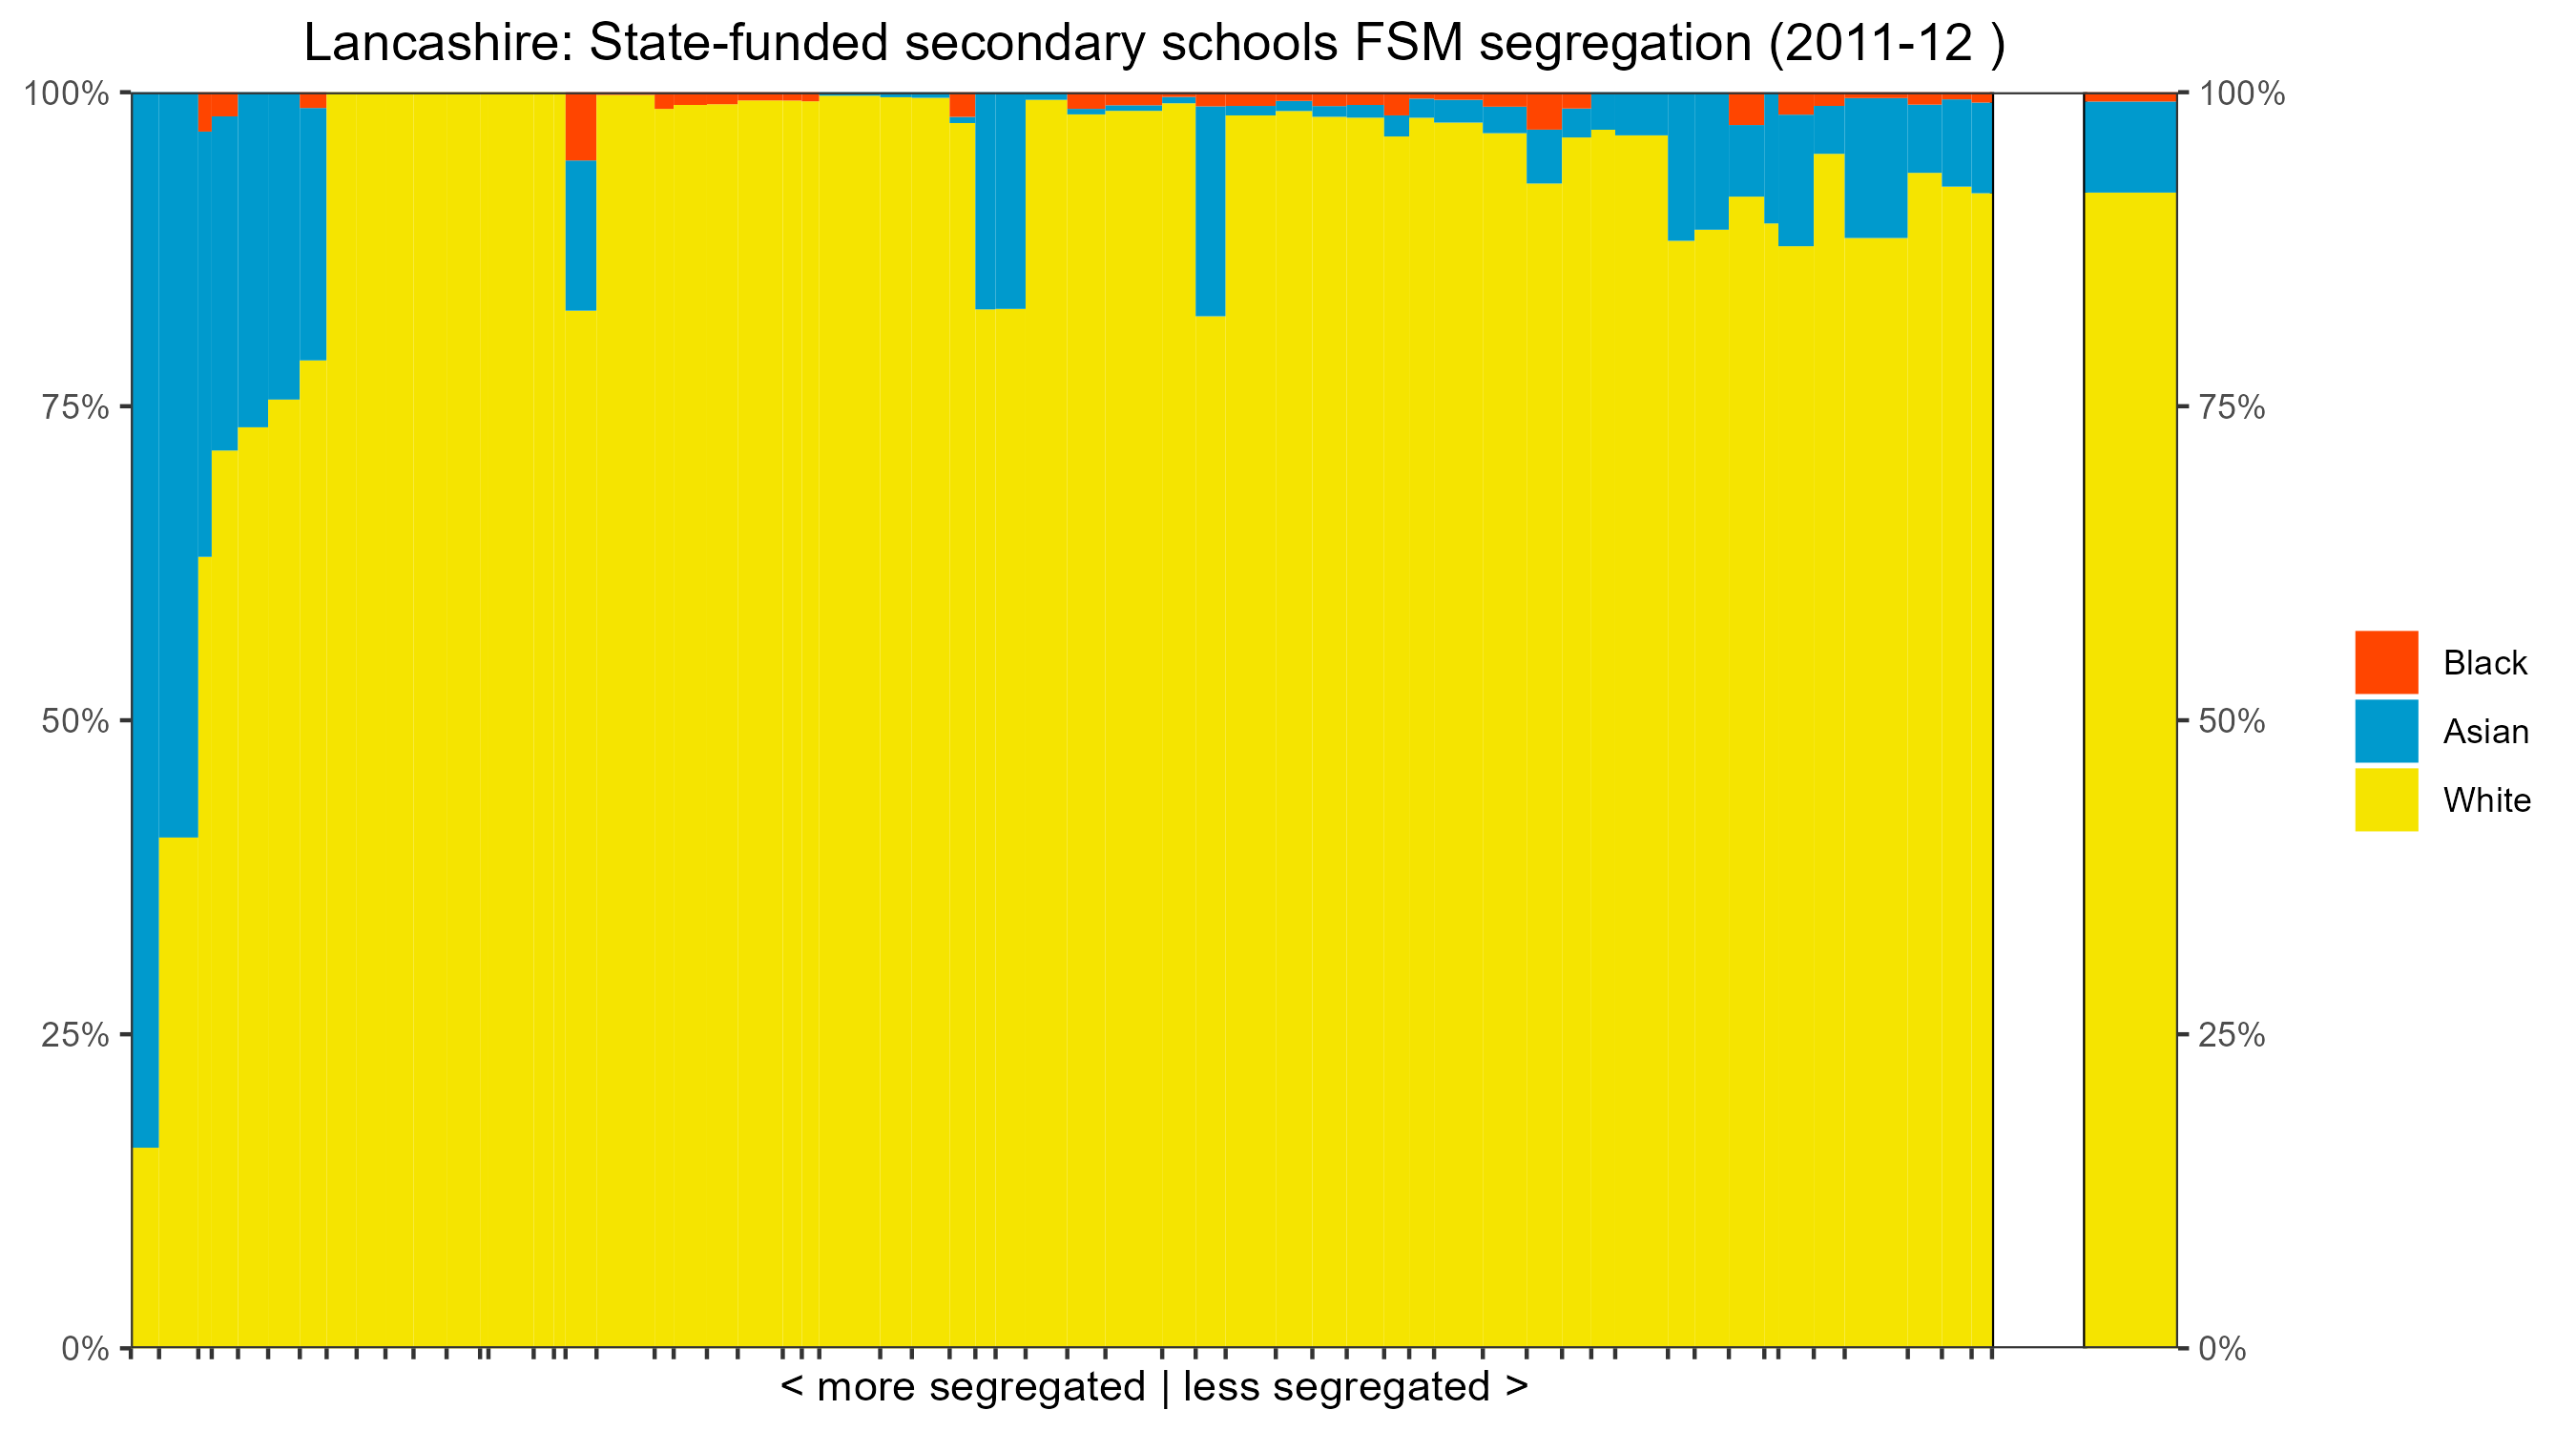 Lancashire: State-funded secondary schools FSM segregation (2011-12 )
100%
75%
50%
25%
0%
100%
75%
50%
25%
0%
Black
Asian
White
< more segregated | less segregated >